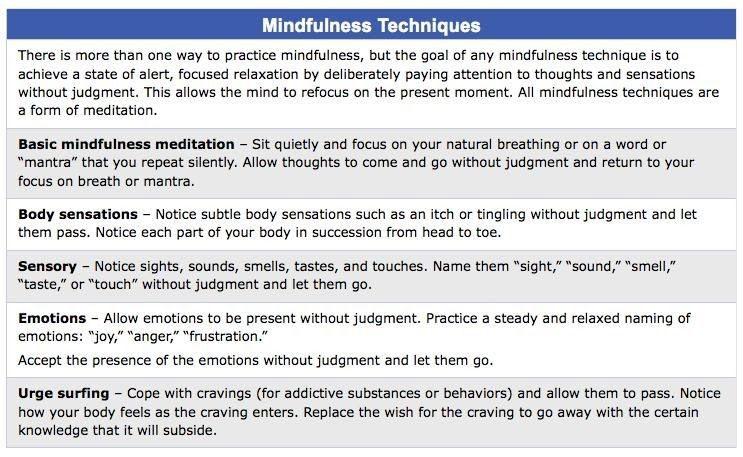 Mindfulness Techniques
There is more than one way to practice mindfulness, but the goal of any mindfulness technique is to
achieve a state of alert, focused relaxation by deliberately paying attention to thoughts and sensations
without judgment. This allows the mind to refocus on the present moment. All mindfulness techniques are
a form of meditation.
Basic mindfulness meditation – Sit quietly and focus on your natural breathing or on a word or
“mantra” that you repeat silently. Allow thoughts to come and go without judgment and return to your
focus on breath or mantra.
Body sensations – Notice subtle body sensations such as an itch or tingling without judgment and let
them pass. Notice each part of your body in succession from head to toe.
Sensory – Notice sights, sounds, smells, tastes, and touches. Name them “sight,” “sound,” “smell,”
“taste,” or “touch” without judgment and let them go.
Emotions – Allow emotions to be present without judgment. Practice a steady and relaxed naming of
emotions: “joy,” “anger,” “frustration.”
Accept the presence of the emotions without judgment and let them go.
Urge surfing – Cope with cravings (for addictive substances or behaviors) and allow them to pass. Notice
how your body feels as the craving enters. Replace the wish for the craving to go away with the certain
knowledge that it will subside.